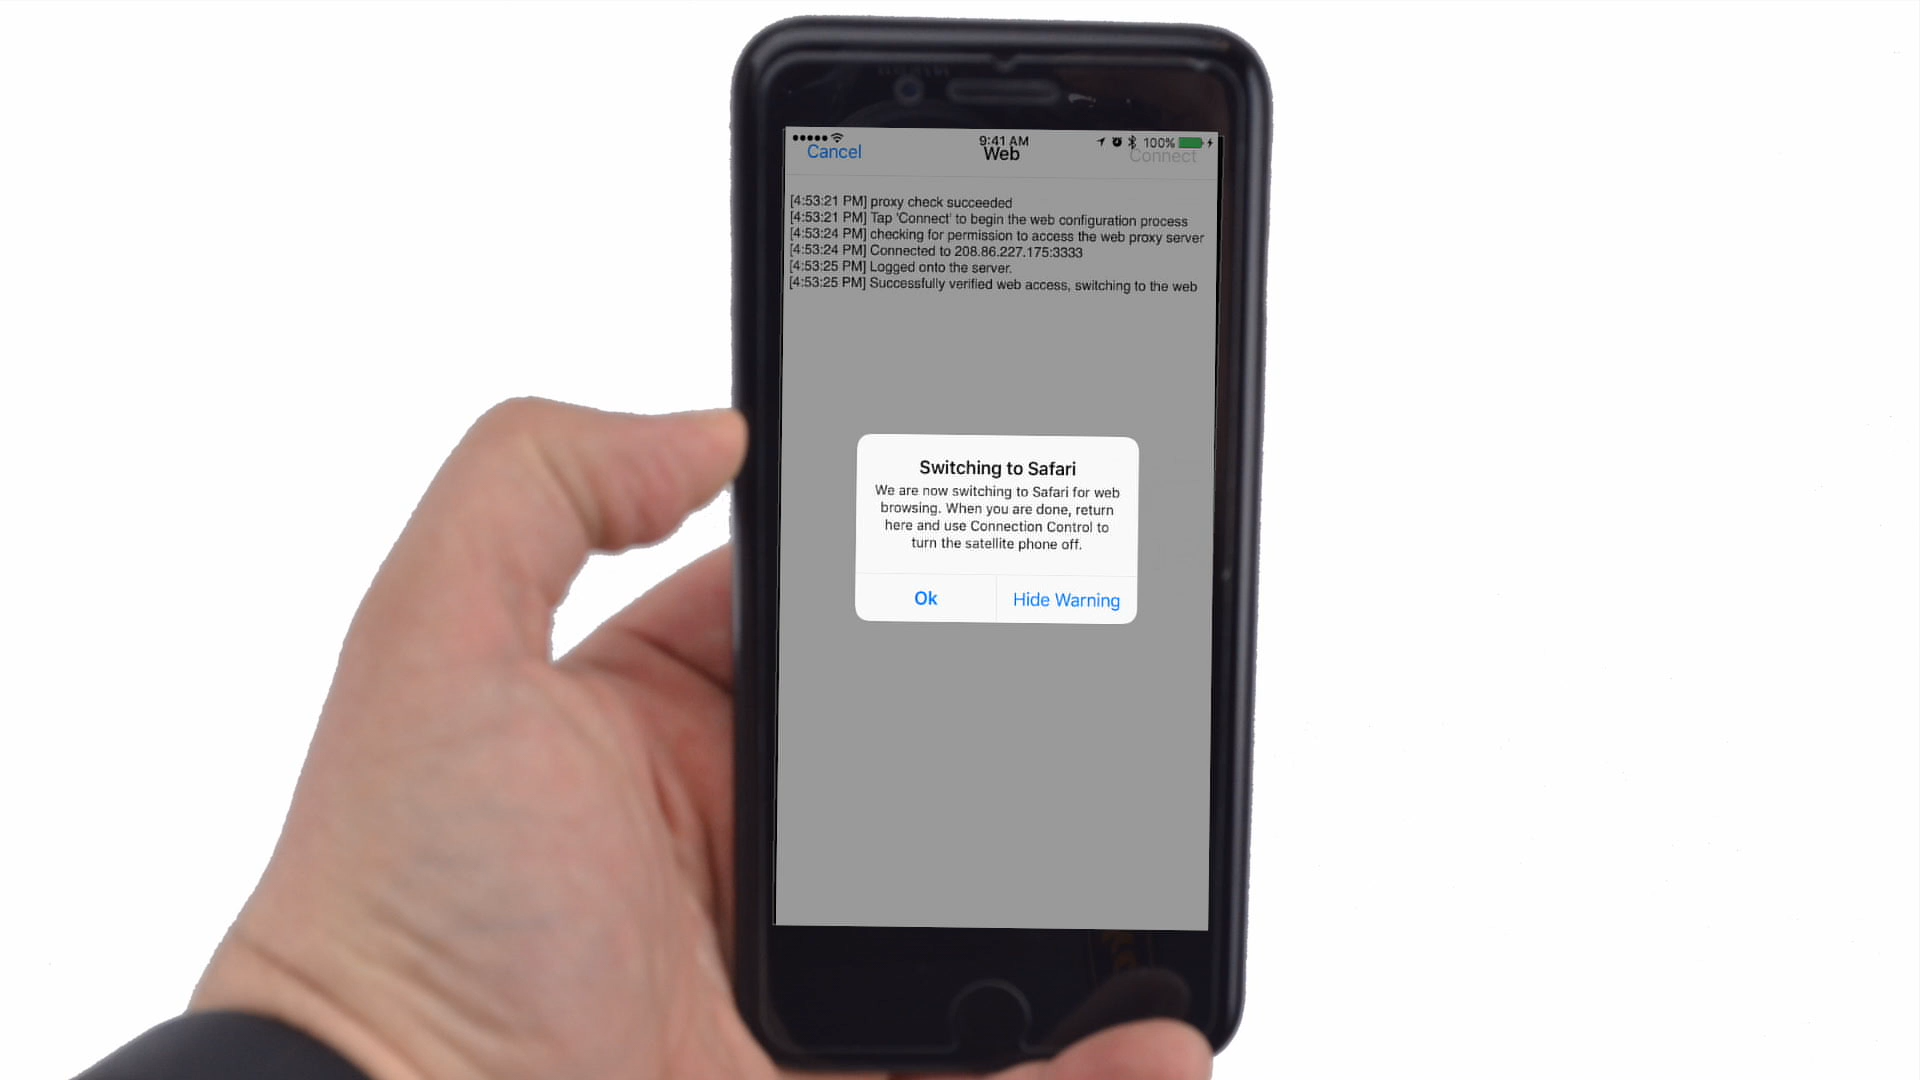 9:41 AM
100%
Cancel
Web
Connect
[4:53:21 PM] proxy check succeeded
[4:53:21 PM] Tap 'Connect' to begin the web configuration process
[4:53:24 PM] checking for permission to access the web proxy server
[4:53:24 PM] Connected to 208.86.227.175:3333
[4:53:25 PM] Logged onto the server.
[4:53:25 PM] Successfully verified web access, switching to the web
Switching to Safari
We are now switching to Safari for web
browsing. When you are done, return
here and use Connection Control to
turn the satellite phone off.
Ok
Hide Warning